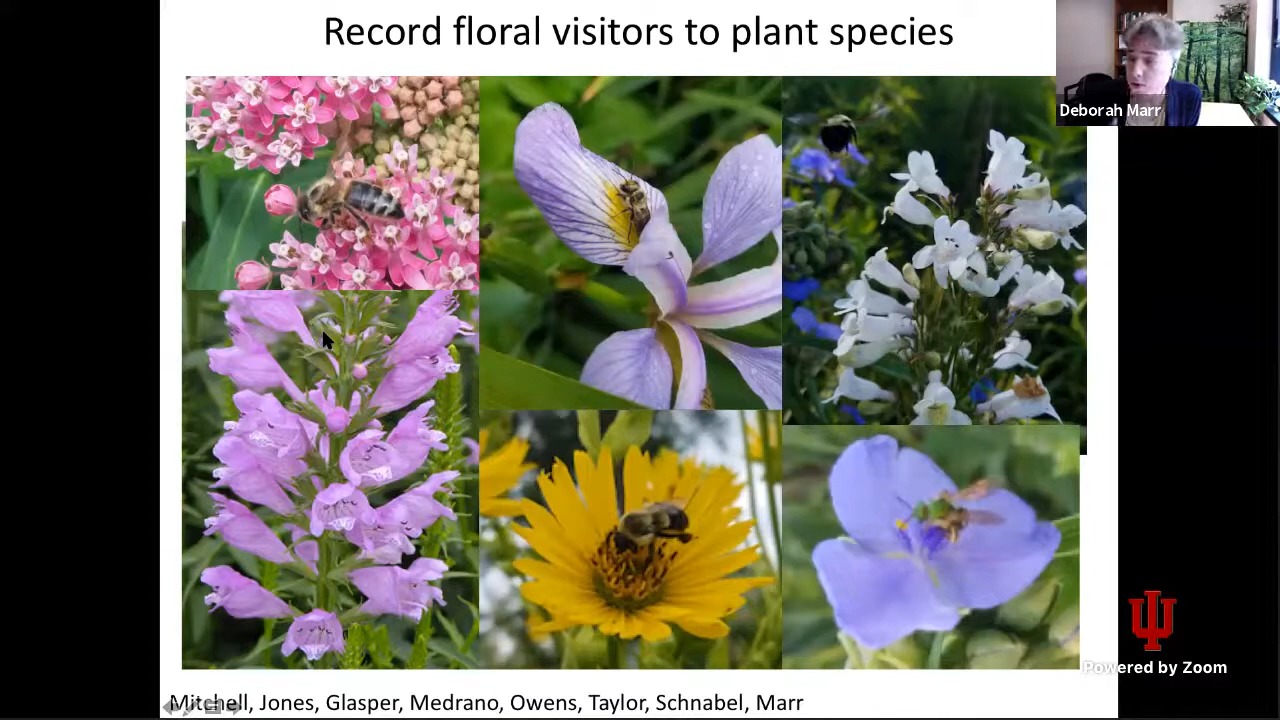 Record floral visitors to plant species
Deborah Marr
Powered by Zoom
Mitchell, Jones, Glasper, Medrano, Owens, Taylor, Schnabel, Marr